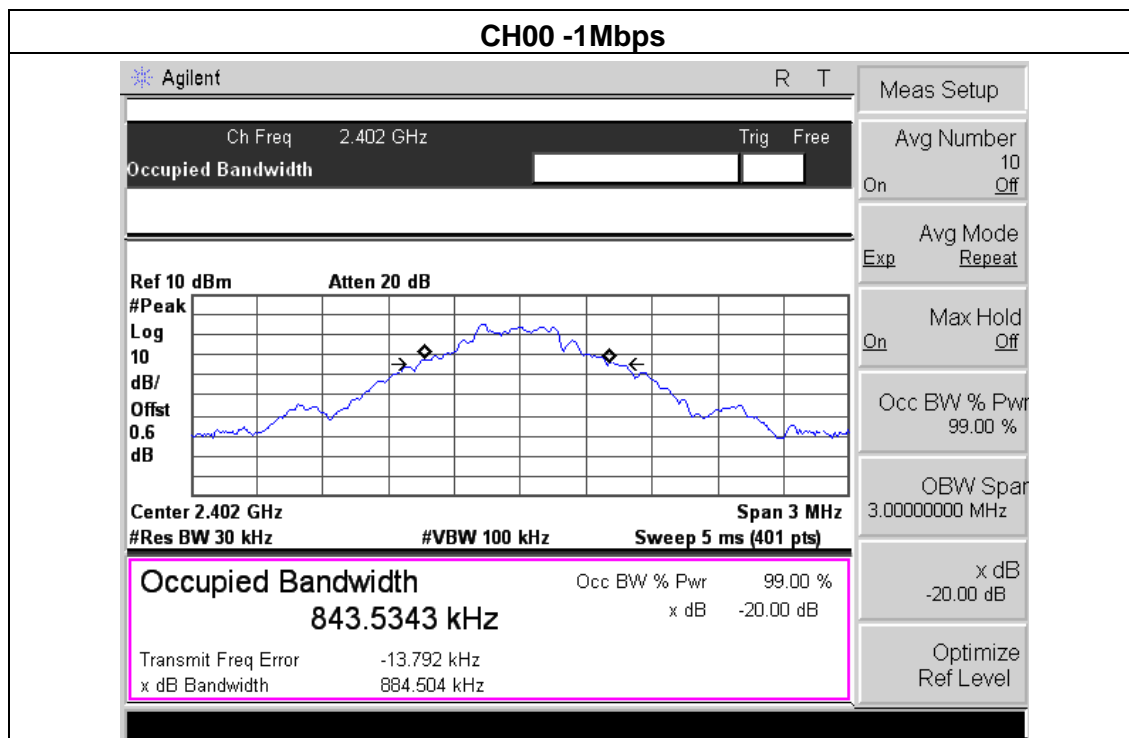 CH00 -1Mbps
Agilent R T
Ch Freq 2.402 GHz Trig Free
Occupied Bandwidth
Ref 10 dBm Atten 20 dB
#Peak
Log
10
dB/
Offst
0.6
dB
Center 2.402 GHz Span 3 MHz
#Res BW 30 kHz #VBW 100 kHz Sweep 5 ms (401 pts)
Occupied Bandwidth Occ BW % Pwr 99.00 %
843.5343 kHz x dB -20.00 dB
Transmit Freq Error -13.792 kHz
x dB Bandwidth 884.504 kHz
Meas Setup
Avg Number
10
On Off
Avg Mode
Exp Repeat
Max Hold
On Off
Occ BW % Pwr
99.00 %
OBW Span
3.00000000 MHz
x dB
-20.00 dB
Optimize
Ref Level